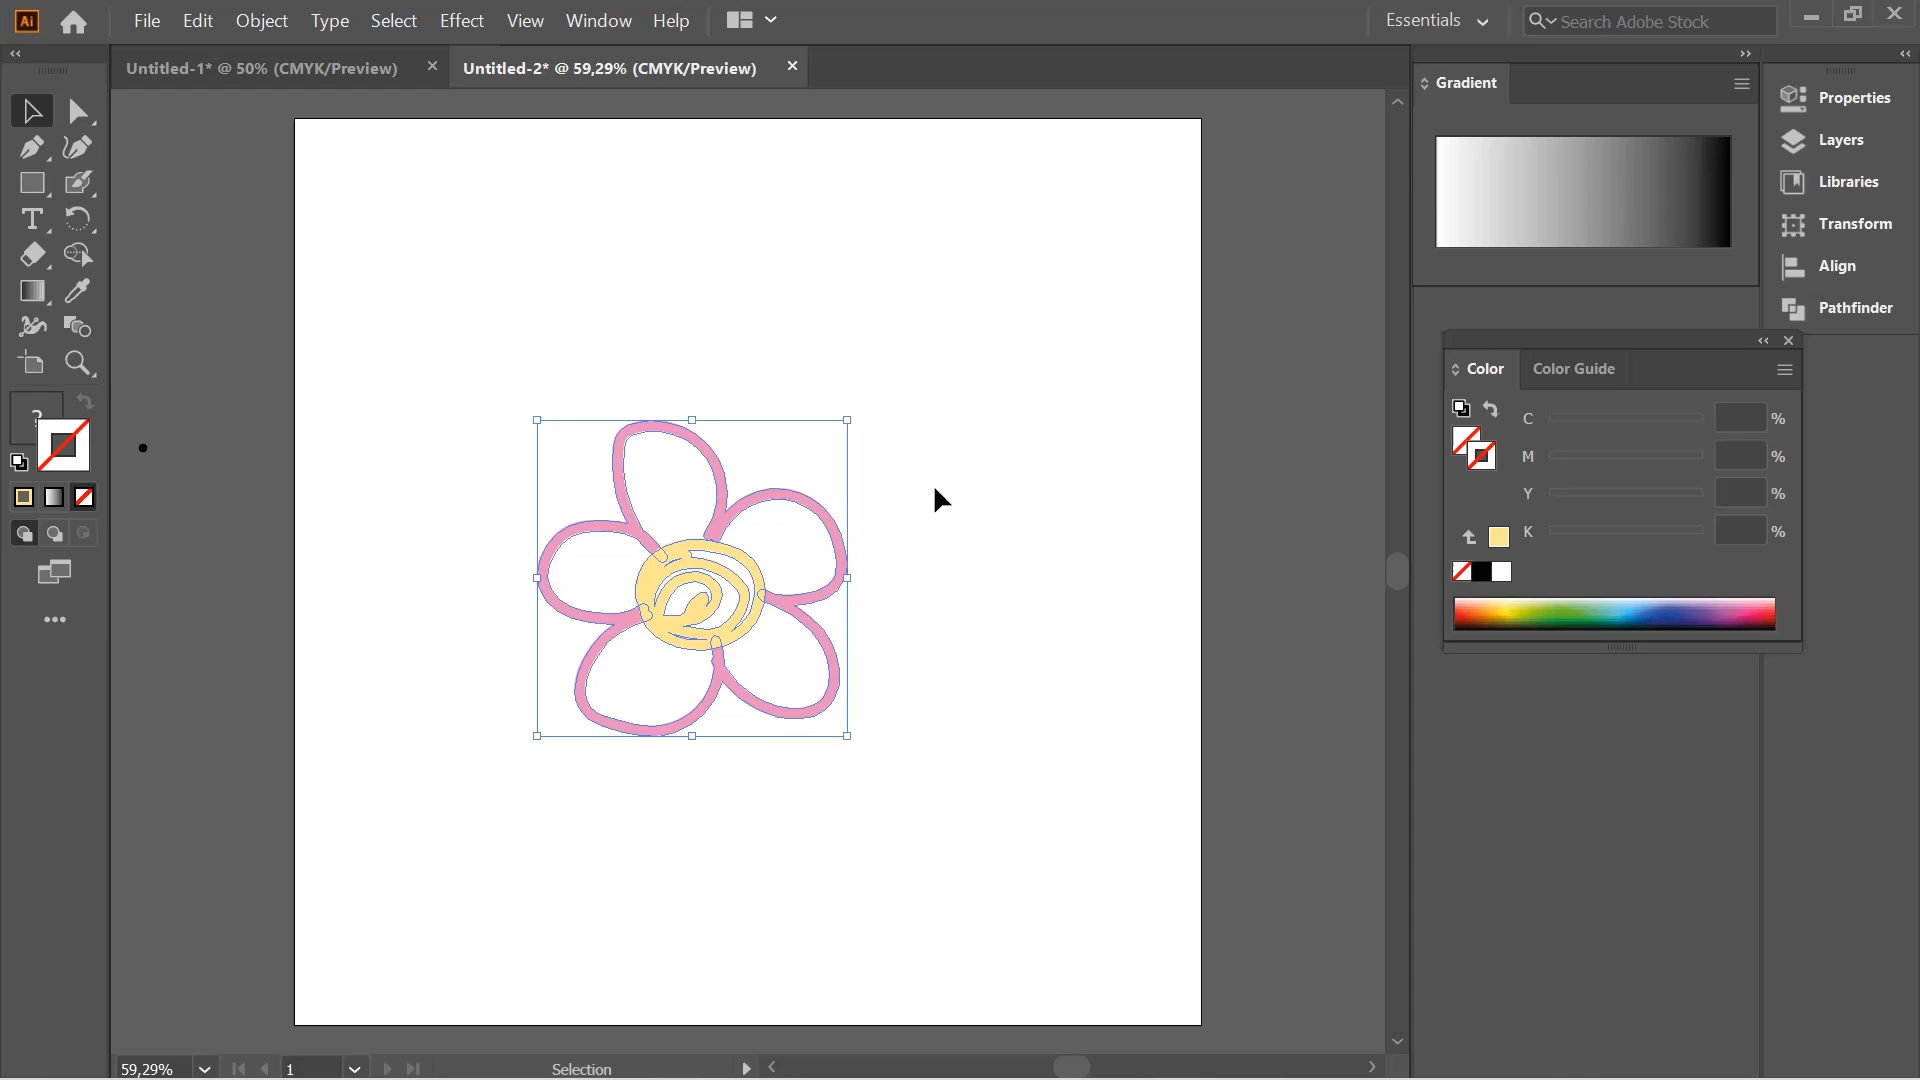 Ai File Edit Object Type Select Effect View Window Help Essentials Search Adobe Stock
Untitled-1* @ 50% (CMYK/Preview) Untitled-2* @ 59,29% (CMYK/Preview)
Gradient
Properties
Layers
Libraries
Transform
Align
Pathfinder
Color Color Guide
C %
M %
Y %
K %
T
?
59,29% 1 Selection